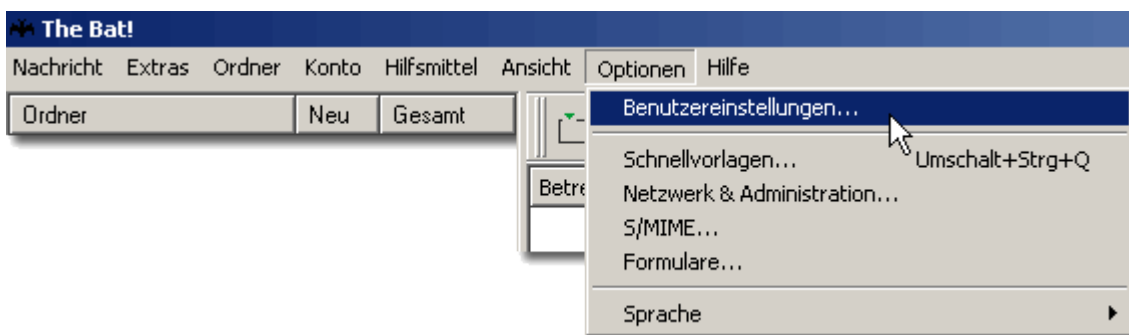 The Bat!
Nachricht Extras Ordner Konto Hilfsmittel Ansicht Optionen Hilfe
Ordner Neu Gesamt
Benutzereinstellungen...
Schnellvorlagen... Umschalt+Strg+Q
Netzwerk & Administration...
S/MIME...
Formulare...
Sprache